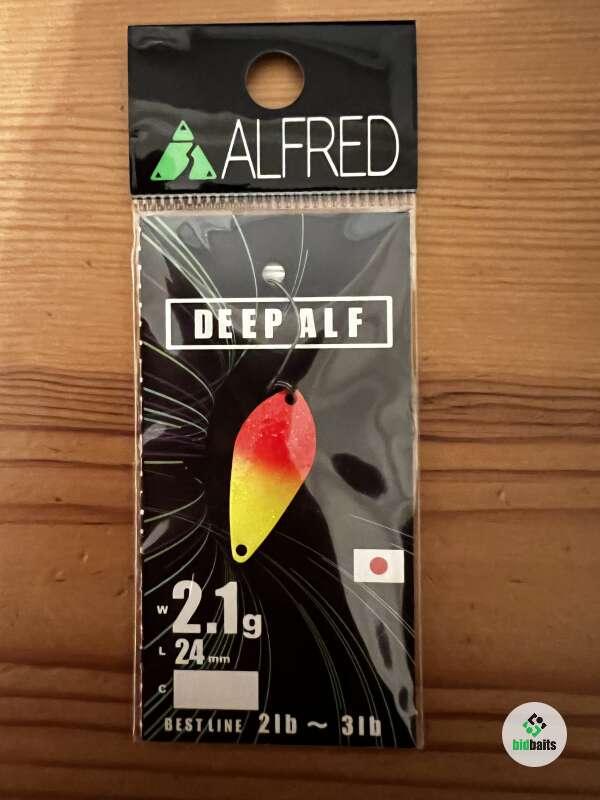 ALFRED
DEEP ALF
W 2.1g
L 24mm
C
BEST LINE 2lb ～ 3lb
bidbaits